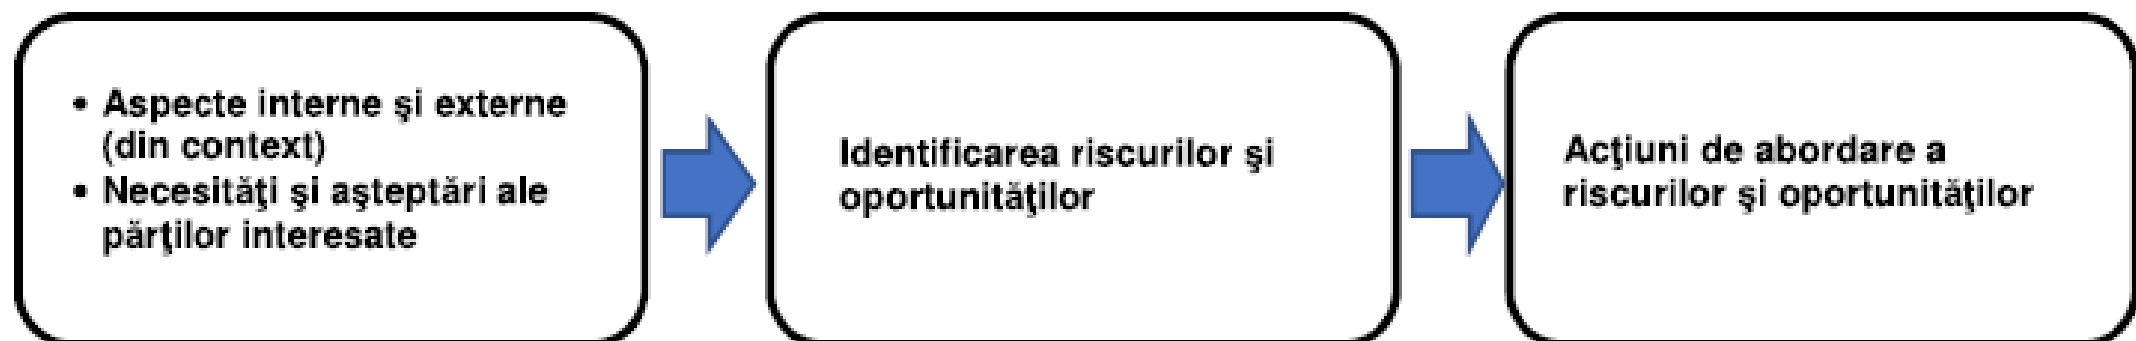 • Aspecte interne şi externe
(din context)
• Necesităţi şi aşteptări ale
părţilor interesate
Identificarea riscurilor şi
oportunităţilor
Acţiuni de abordare a
riscurilor şi oportunităţilor